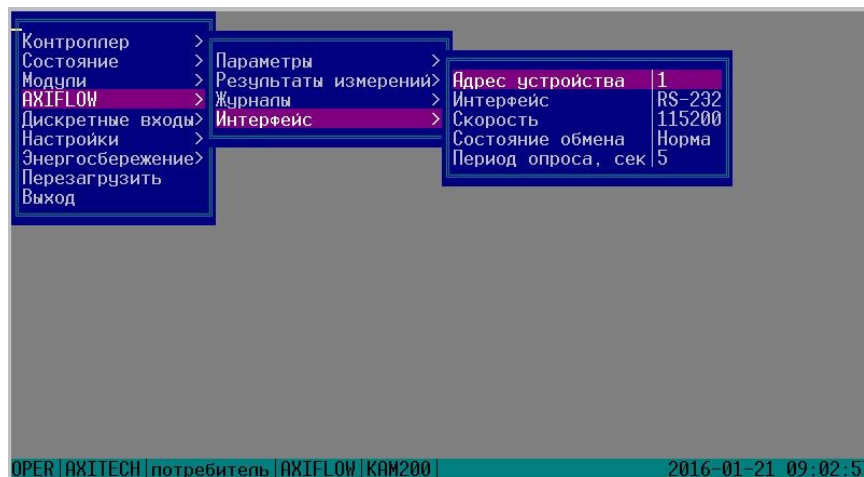 Контроллер >
Состояние >
Модули >
AXIFLOW >
Дискретные входы>
Настройки >
Энергосбережение>
Перезагрузить
Выход
Параметры >
Результаты измерений>
Журналы >
Интерфейс >
Адрес устройства |1
Интерфейс |RS-232
Скорость |115200
Состояние обмена |Норма
Период опроса, сек|5
OPER|AXITECH|потребитель|AXIFLOW|КАМ200| 2016-01-21 09:02:5